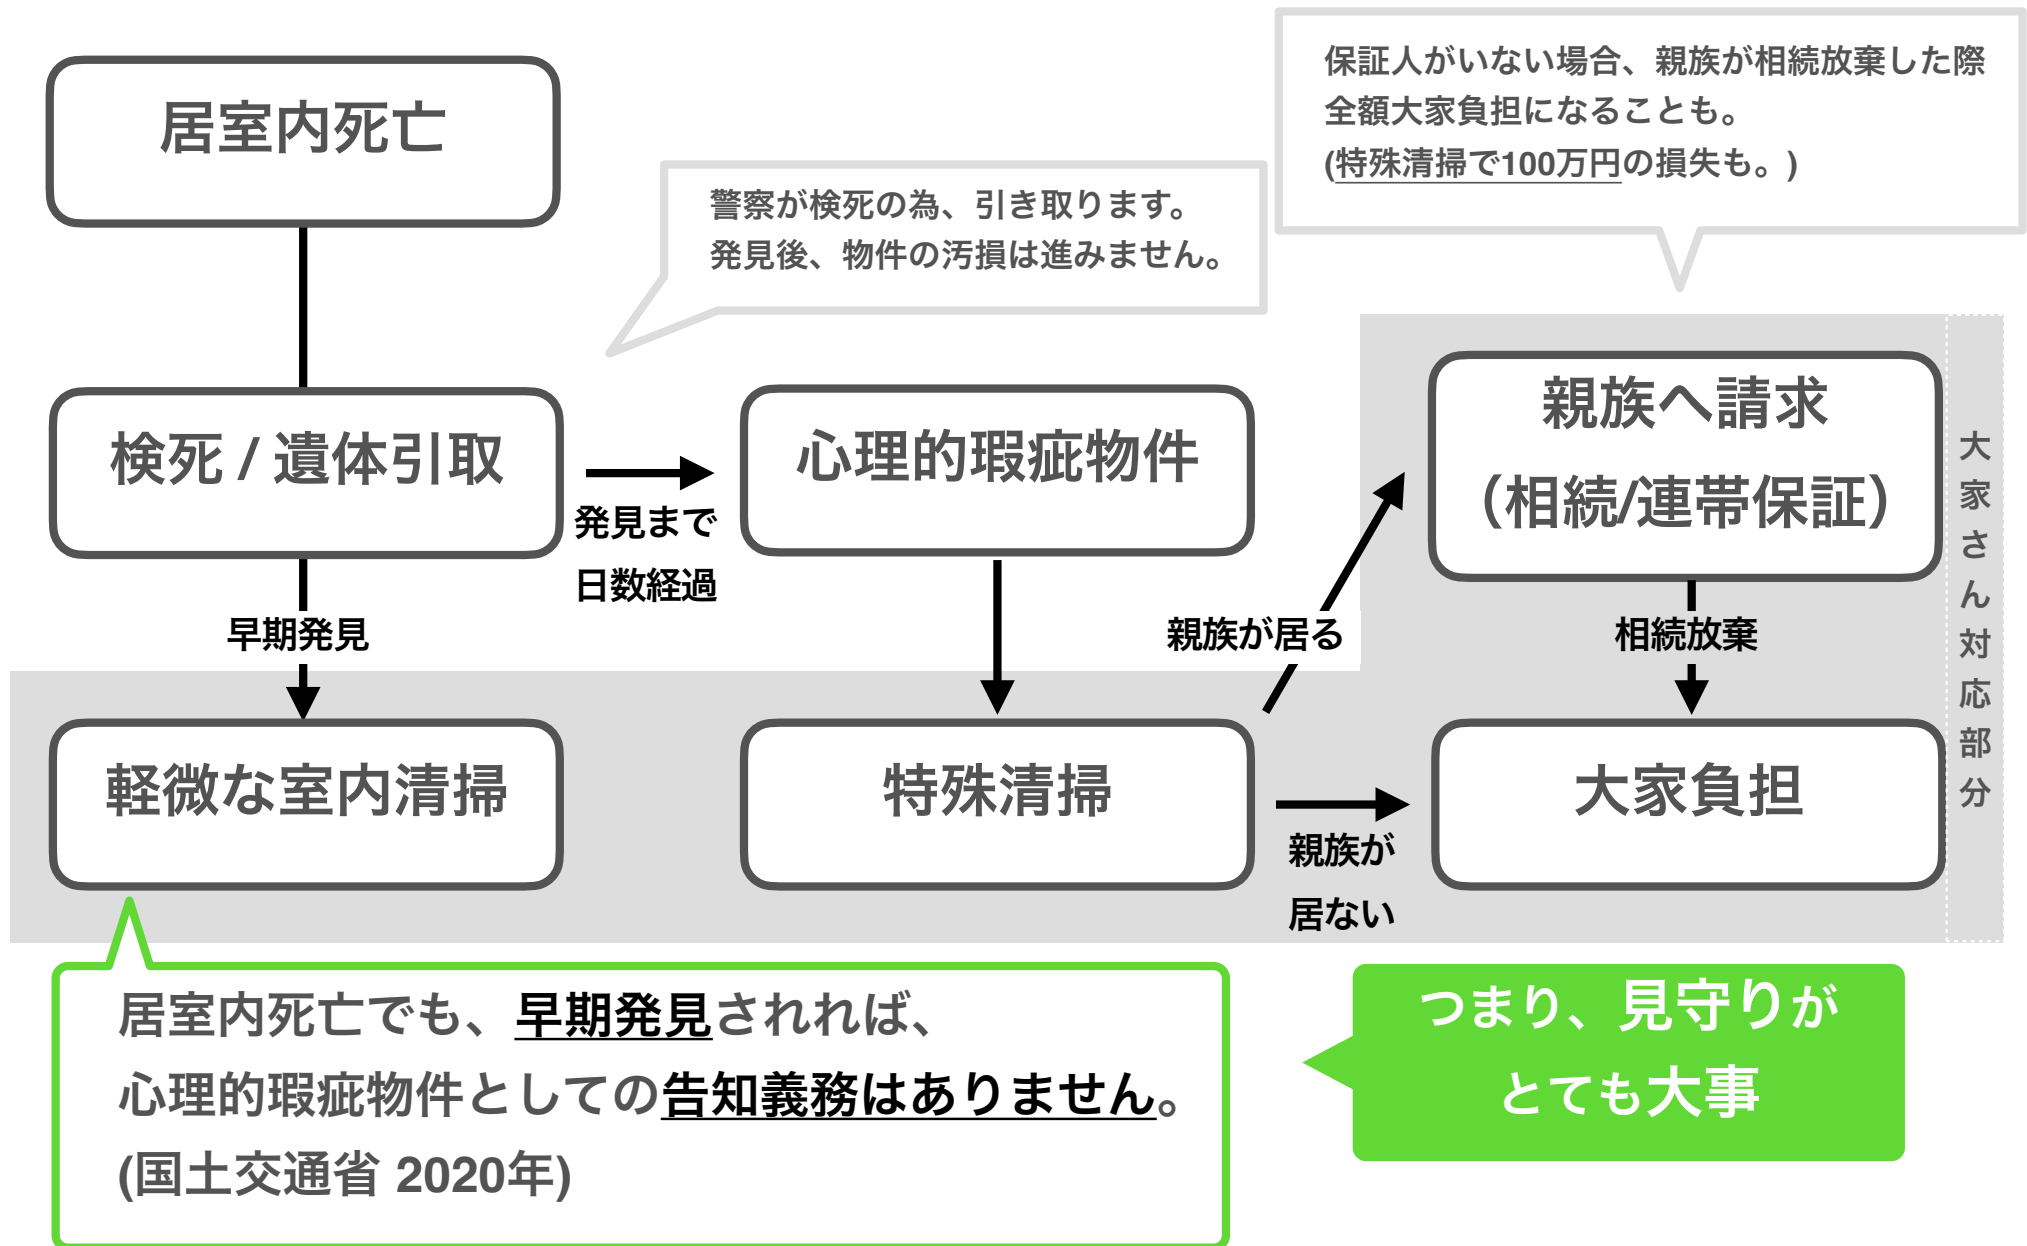 保証人がいない場合、親族が相続放棄した際
全額大家負担になることも。
(特殊清掃で100万円の損失も。)
居室内死亡
警察が検死の為、引き取ります。
発見後、物件の汚損は進みません。
検死 / 遺体引取
発見まで
日数経過
心理的瑕疵物件
親族へ請求
（相続/連帯保証）
大家さん対応部分
早期発見
親族が居る
相続放棄
軽微な室内清掃
特殊清掃
親族が
居ない
大家負担
居室内死亡でも、早期発見されれば、
心理的瑕疵物件としての告知義務はありません。
(国土交通省 2020年)
つまり、見守りが
とても大事